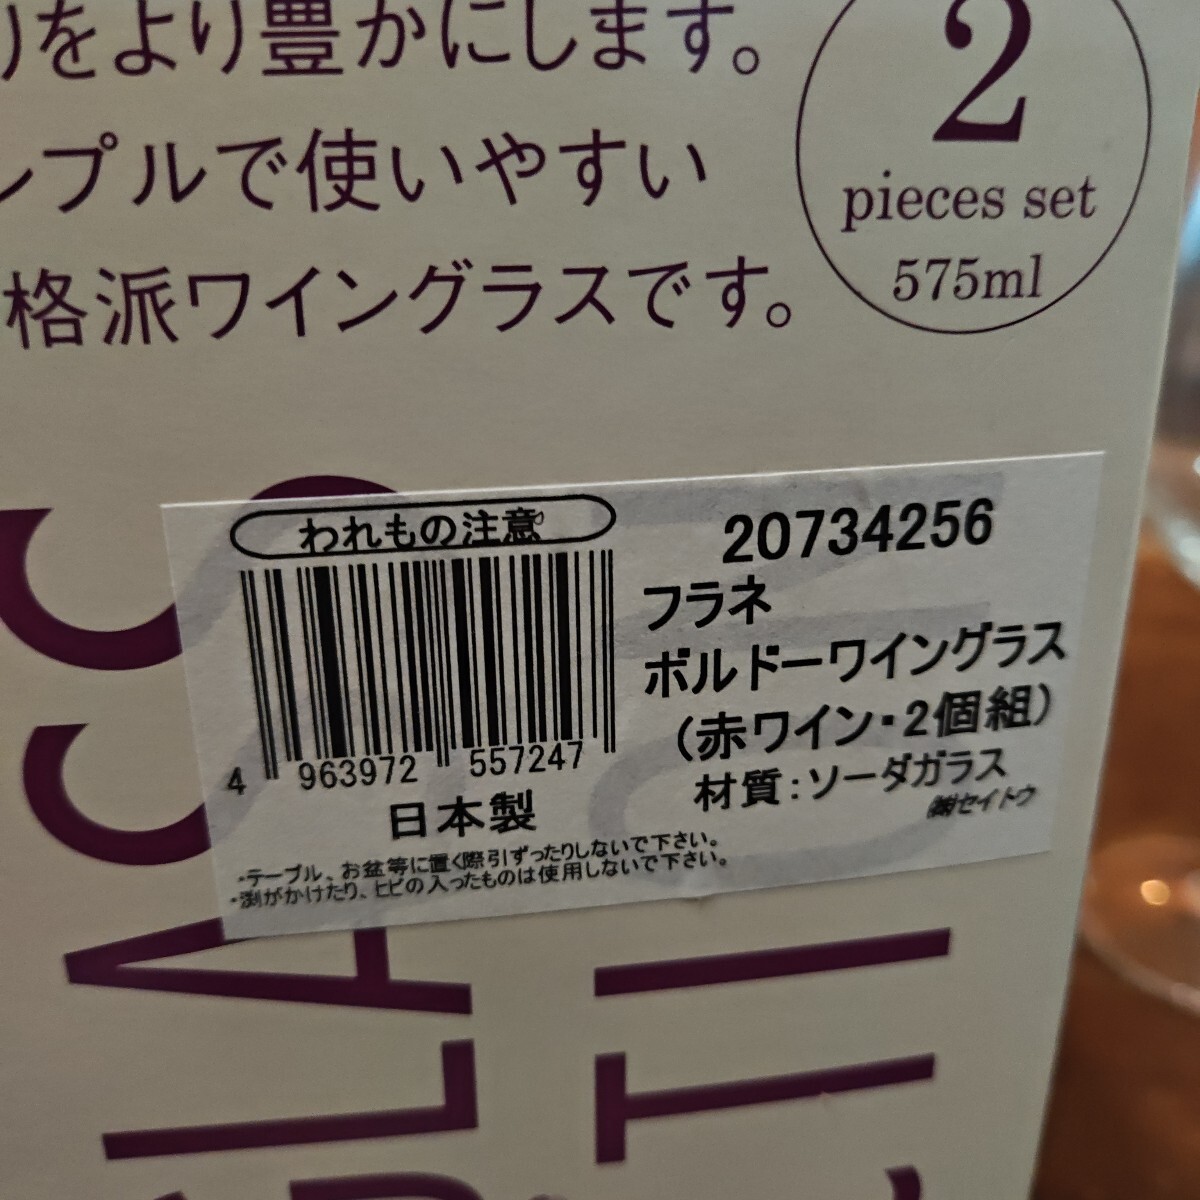 をより豊かにします。
ンプルで使いやすい
格派ワイングラスです。
2
pieces set
575ml
われもの注意
4 963972 557247
日本製
20734256
フラネ
ボルドーワイングラス
(赤ワイン・2個組)
材質:ソーダガラス
㈱セイトウ
・テーブル、お盆等に置く際引ずったりしないで下さい。
・渕がかけたり、ヒビの入ったものは使用しないで下さい。